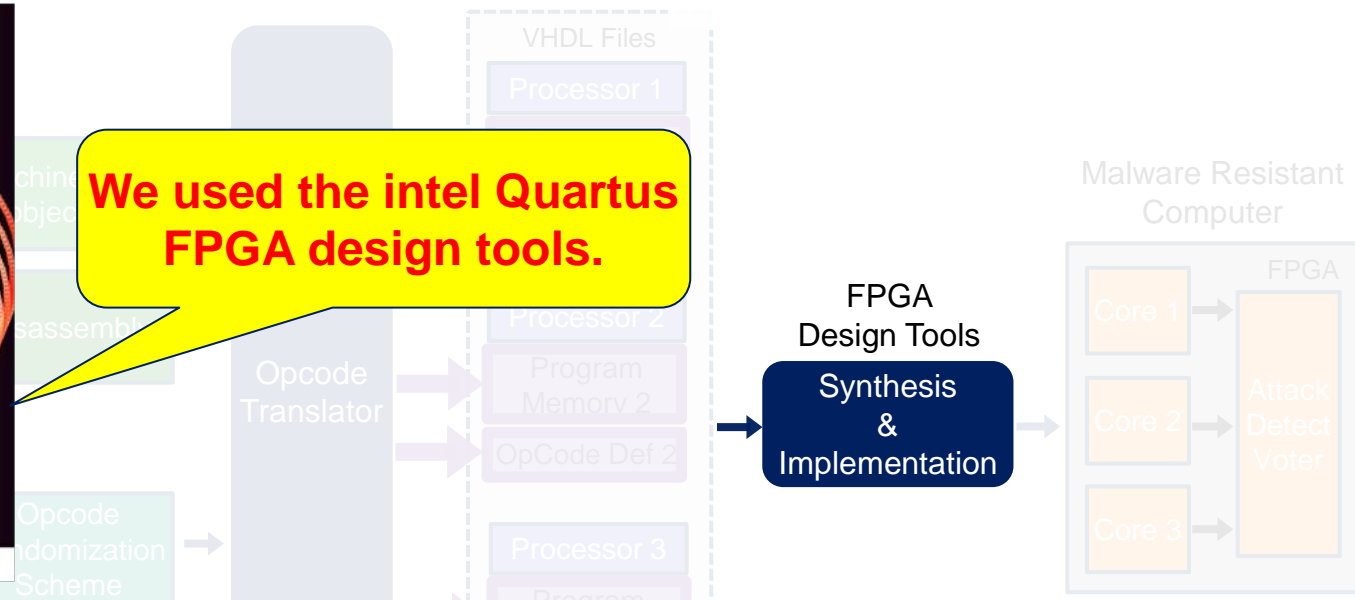 VHDL Files
Processor 1
We used the intel Quartus
FPGA design tools.
Opcode
Translator
Processor 2
Program
Memory 2
OpCode Def 2
Processor 3
Program
Opcode
Scheme
FPGA
Design Tools
Synthesis
&
Implementation
Malware Resistant
Computer
FPGA
Core 1
Core 2
Core 3
Attack
Detect
Voter